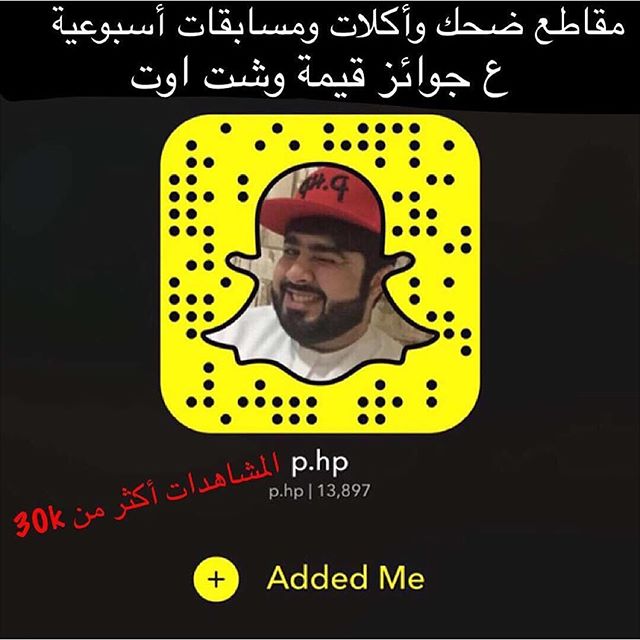 مقاطع ضحك وأكلات ومسابقات أسبوعية
ع جوائز قيمة وشت اوت
p.hp
p.hp | 13,897
المشاهدات أكثر من 30k
Added Me